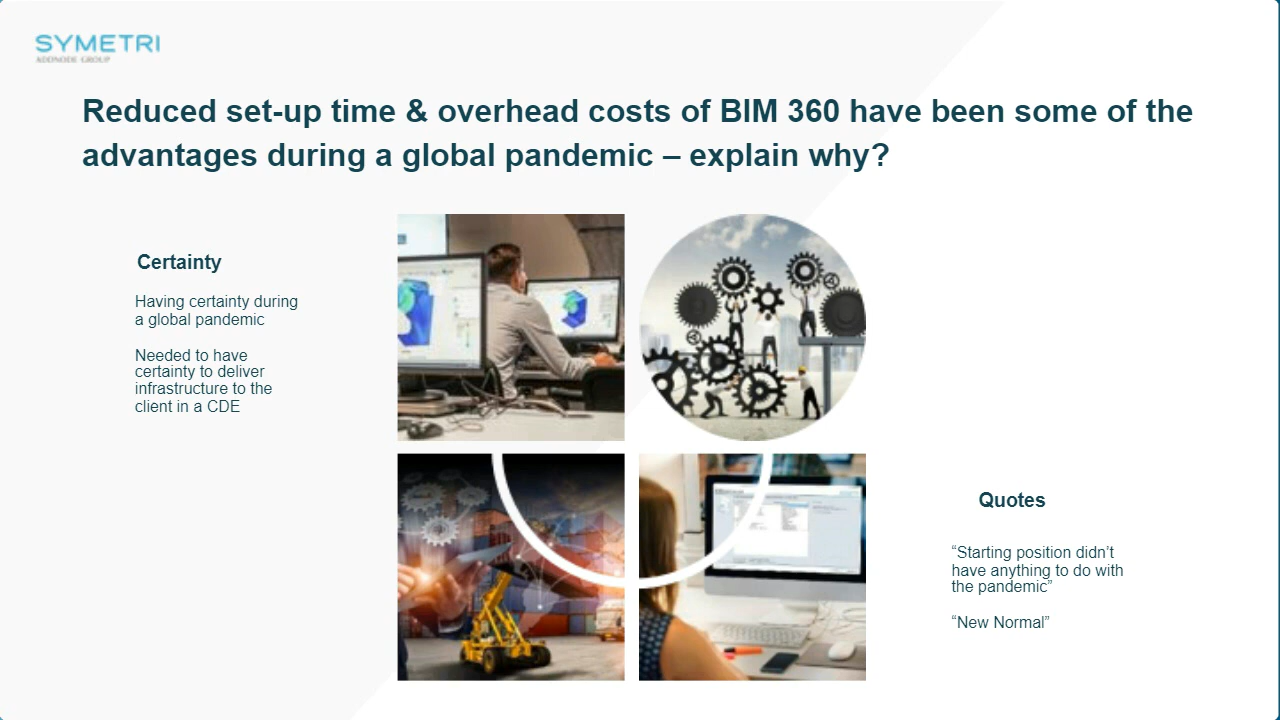 SYMETRI
ADDNODE GROUP
Reduced set-up time & overhead costs of BIM 360 have been some of the
advantages during a global pandemic – explain why?
Certainty
Having certainty during
a global pandemic
Needed to have
certainty to deliver
infrastructure to the
client in a CDE
Quotes
“Starting position didn’t
have anything to do with
the pandemic”
“New Normal”